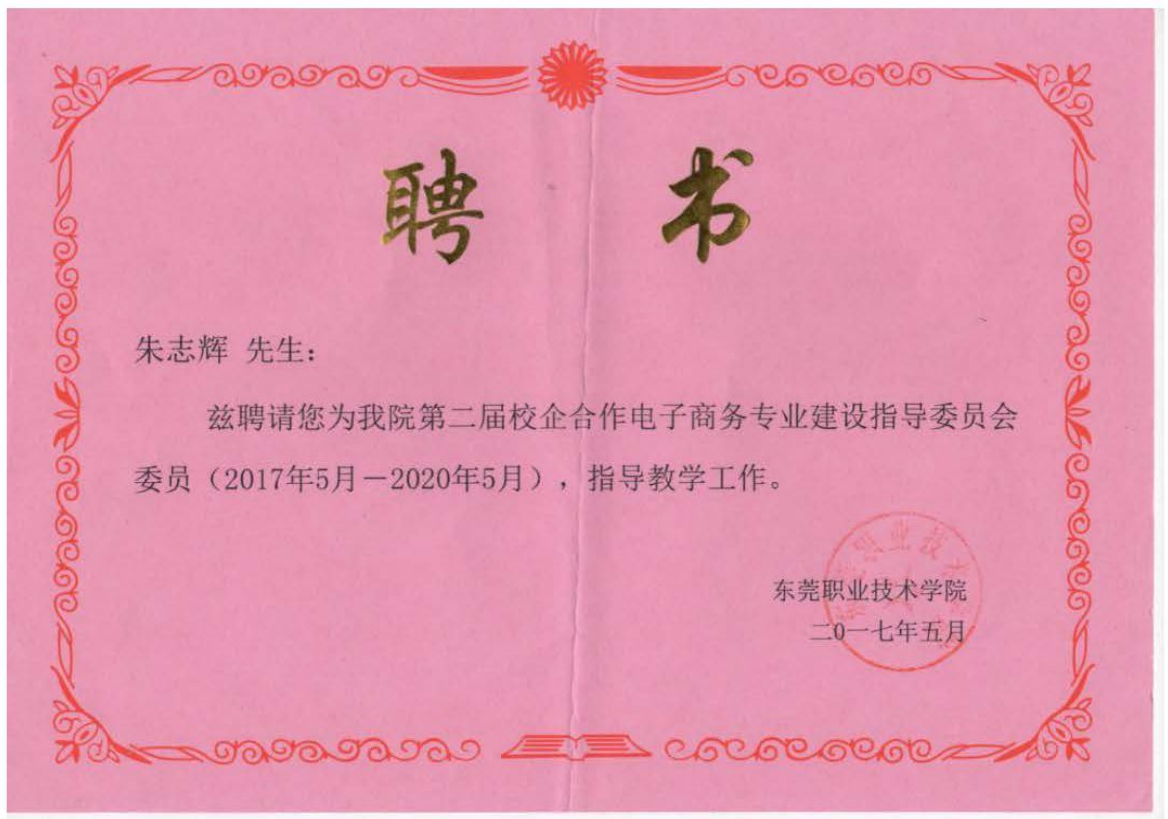 聘书
朱志辉 先生：
兹聘请您为我院第二届校企合作电子商务专业建设指导委员会
委员（2017年5月－2020年5月），指导教学工作。
东莞职业技术学院
二0一七年五月